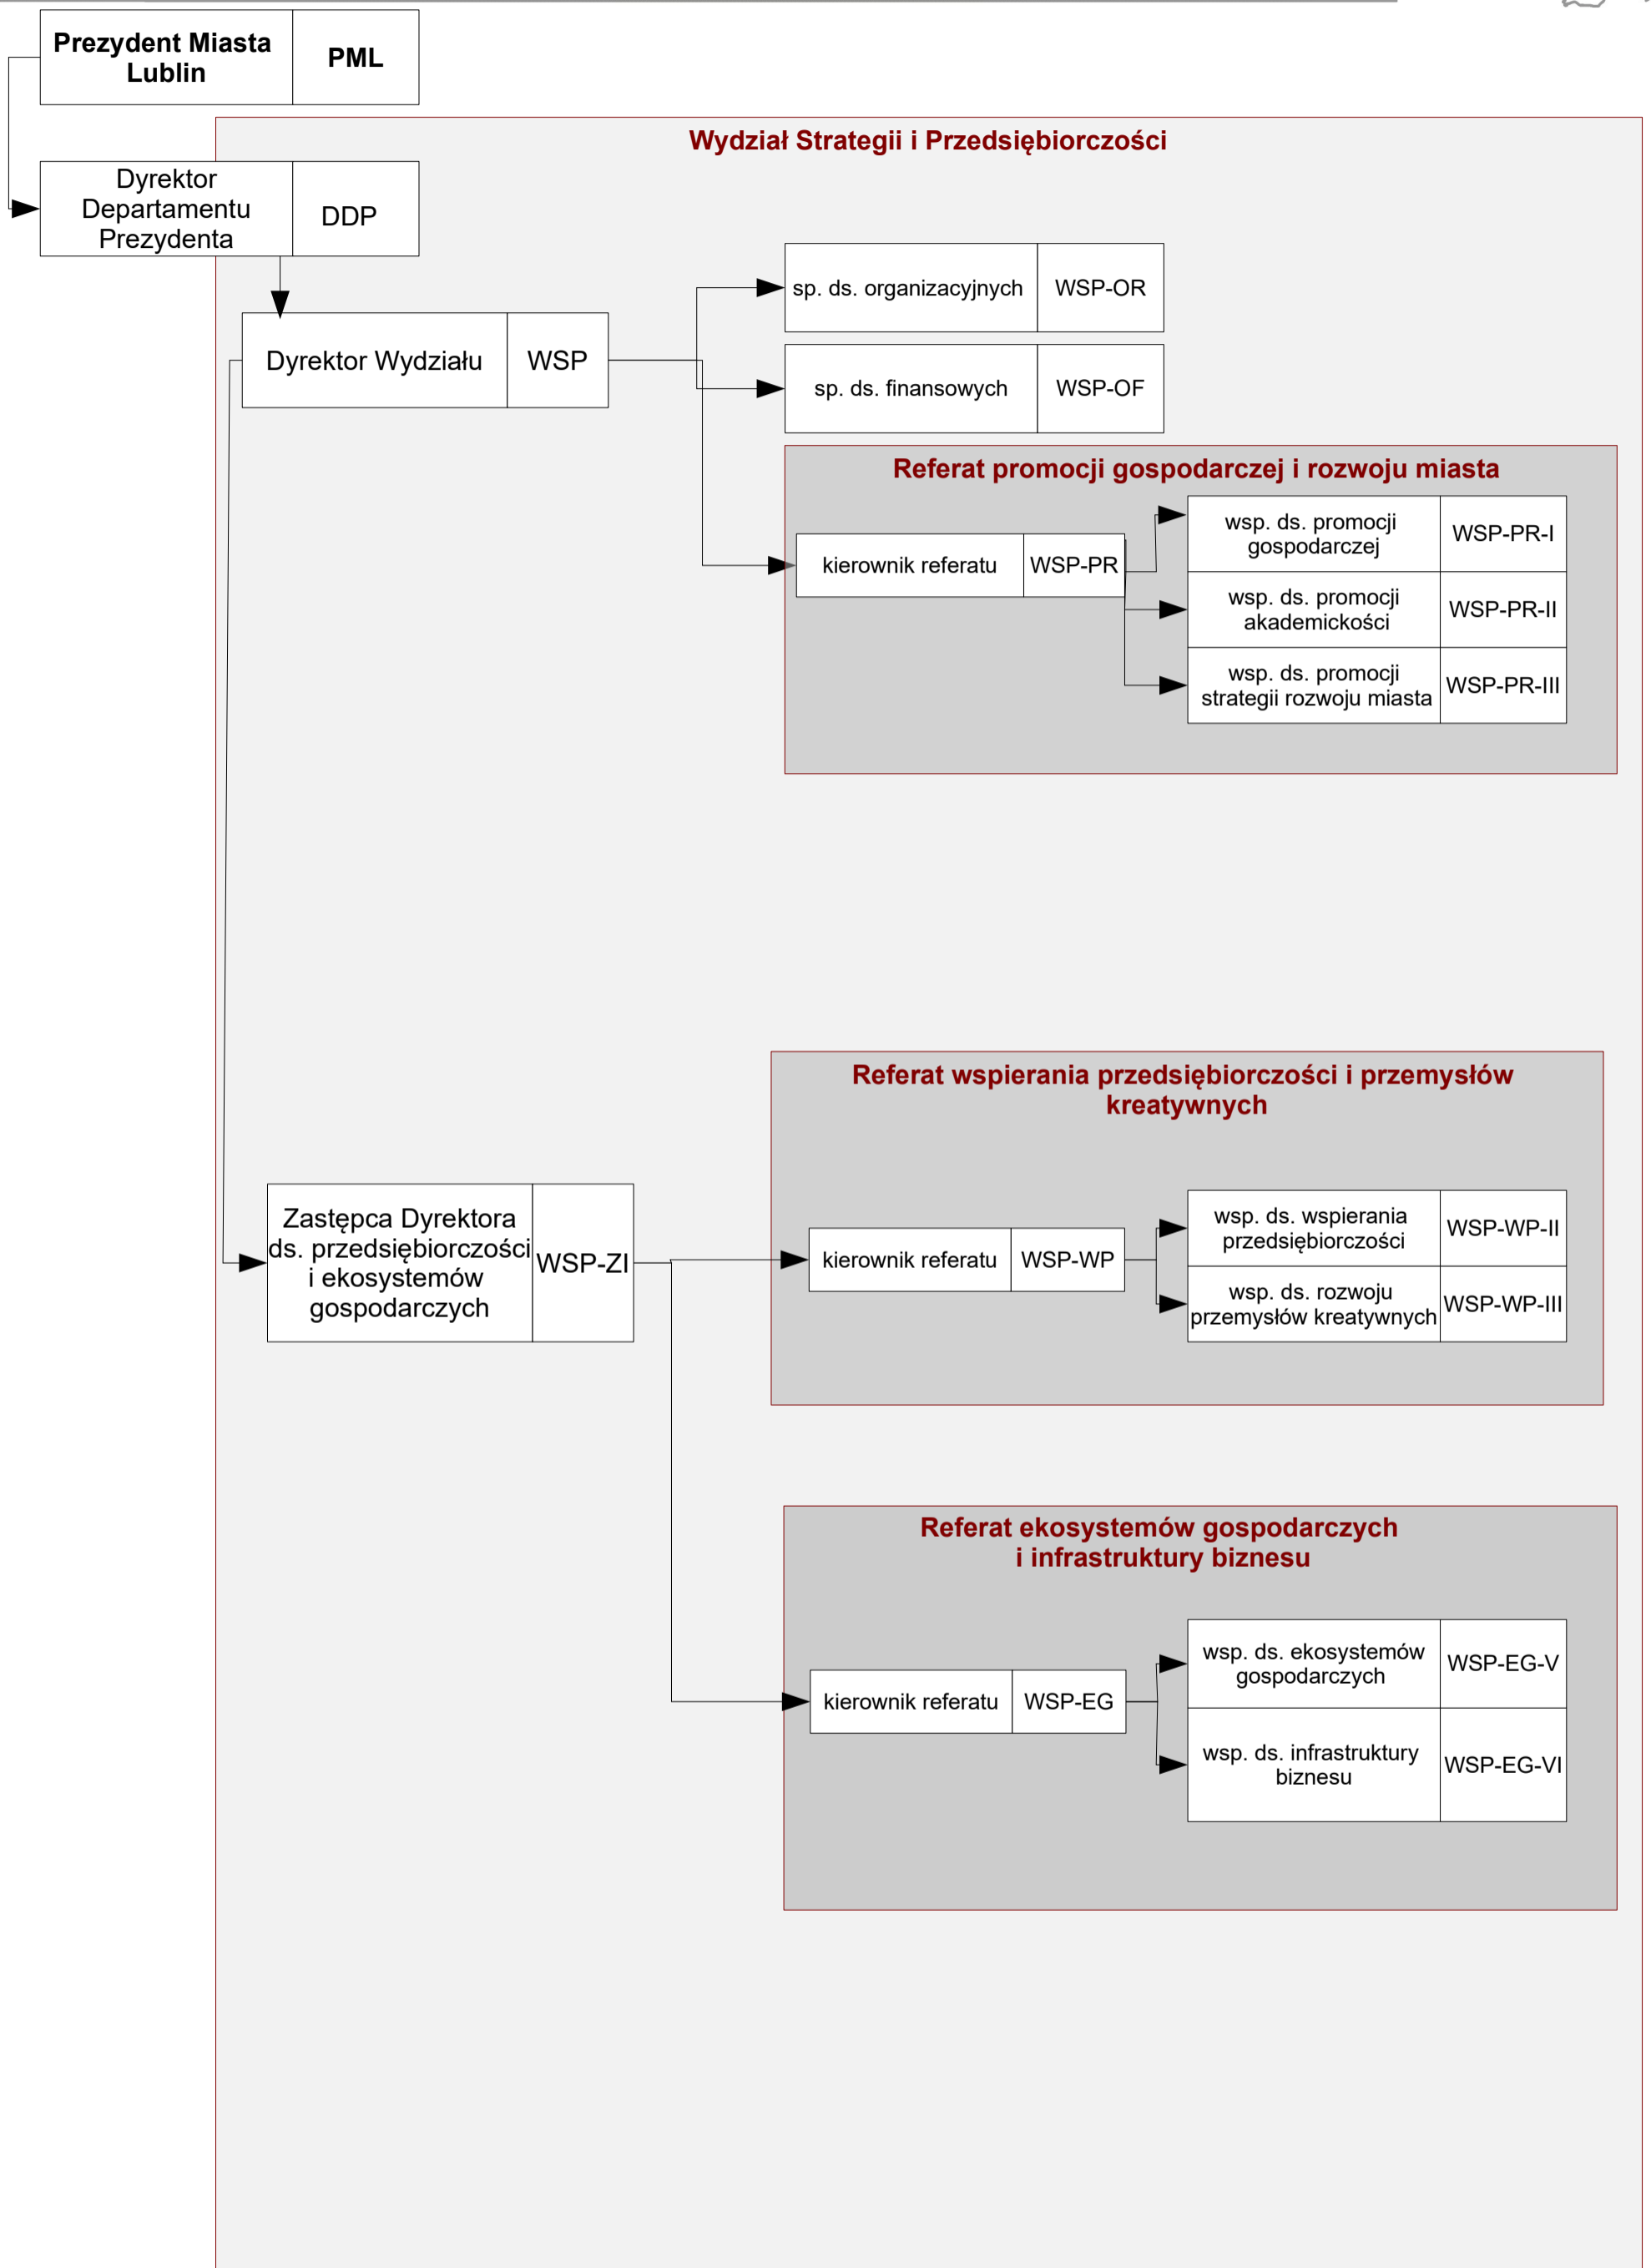 Prezydent Miasta
Lublin
PML
Wydział Strategii i Przedsiębiorczości
Dyrektor
Departamentu
Prezydenta
DDP
sp. ds. organizacyjnych
WSP-OR
Dyrektor Wydziału
WSP
sp. ds. finansowych
WSP-OF
Referat promocji gospodarczej i rozwoju miasta
kierownik referatu
WSP-PR
wsp. ds. promocji
gospodarczej
WSP-PR-I
wsp. ds. promocji
akademickości
WSP-PR-II
wsp. ds. promocji
strategii rozwoju miasta
WSP-PR-III
Referat wspierania przedsiębiorczości i przemysłów
kreatywnych
Zastępca Dyrektora
ds. przedsiębiorczości
i ekosystemów
gospodarczych
WSP-ZI
kierownik referatu
WSP-WP
wsp. ds. wspierania
przedsiębiorczości
WSP-WP-II
wsp. ds. rozwoju
przemysłów kreatywnych
WSP-WP-III
Referat ekosystemów gospodarczych
i infrastruktury biznesu
kierownik referatu
WSP-EG
wsp. ds. ekosystemów
gospodarczych
WSP-EG-V
wsp. ds. infrastruktury
biznesu
WSP-EG-VI